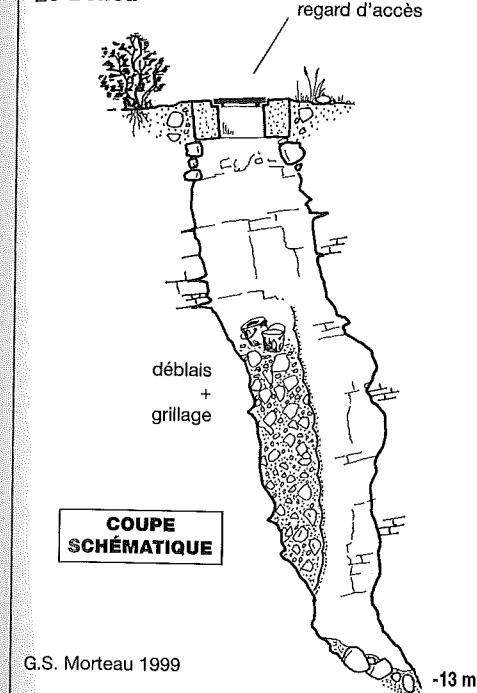 regard d'accès
déblais
+
grillage
COUPE
SCHÉMATIQUE
G.S. Morteau 1999
-13 m